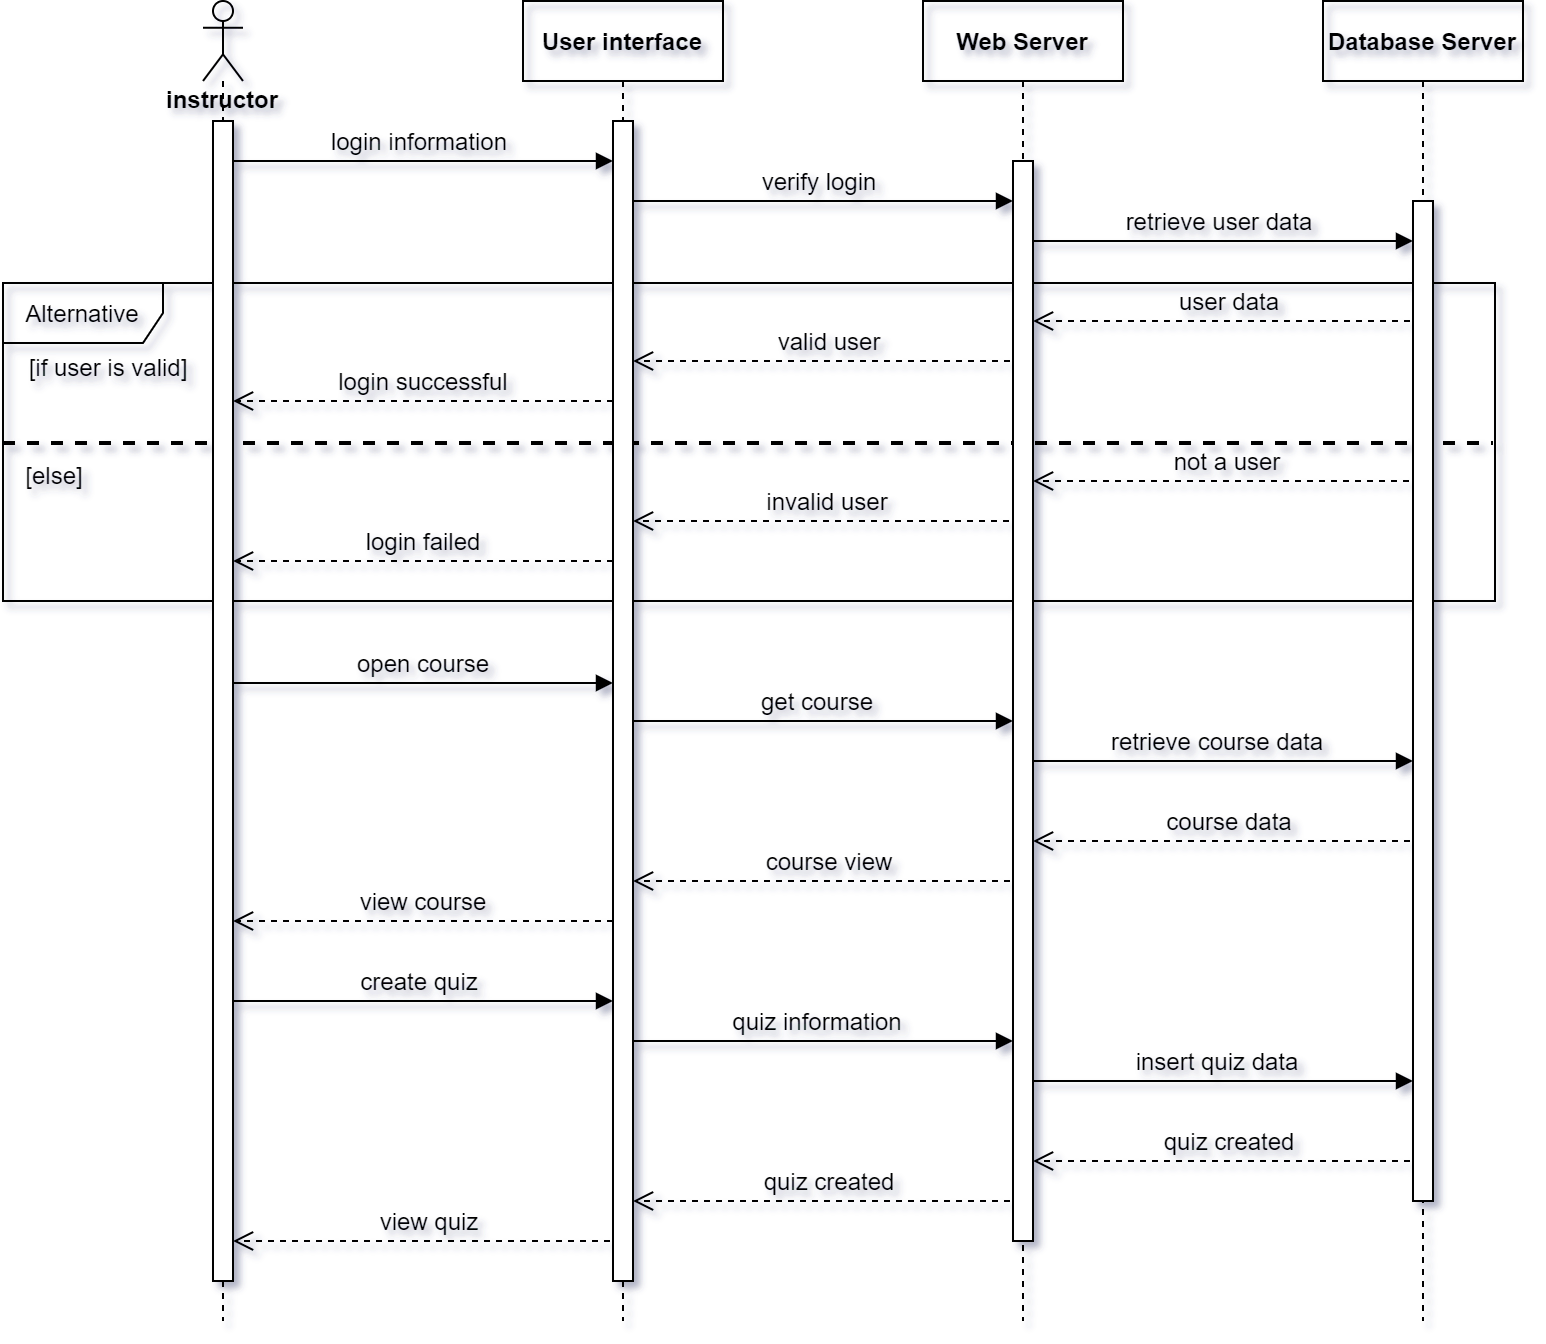 instructor
User interface
Web Server
Database Server
login information
verify login
retrieve user data
Alternative
user data
valid user
[if user is valid]
login successful
not a user
[else]
invalid user
login failed
open course
get course
retrieve course data
course data
course view
view course
create quiz
quiz information
insert quiz data
quiz created
quiz created
view quiz